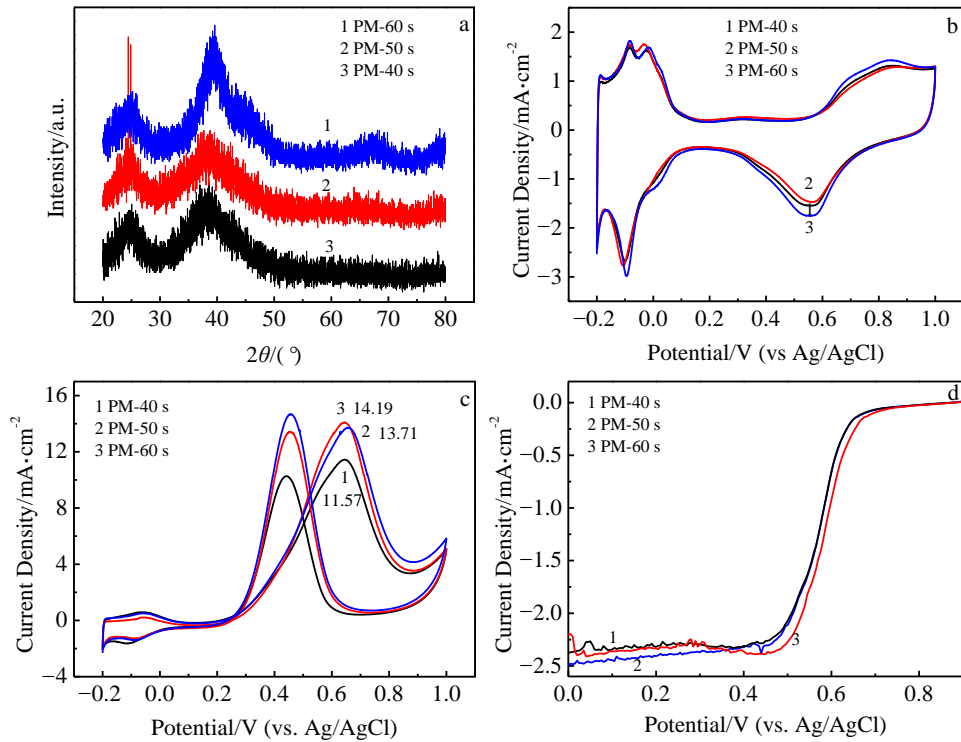 a
1 PM-60 s
2 PM-50 s
3 PM-40 s
1
2
3
Intensity/a.u.
20 30 40 50 60 70 80
2θ/( °)
b
1 PM-40 s
2 PM-50 s
3 PM-60 s
2
3
2
1
0
−1
−2
−3
Current Density/mA·cm-2
−0.2 0.0 0.2 0.4 0.6 0.8 1.0
Potential/V (vs Ag/AgCl)
c
1 PM-40 s
2 PM-50 s
3 PM-60 s
3 14.19
2 13.71
1
11.57
16
12
8
4
0
−4
Current Density/mA·cm-2
−0.2 0.0 0.2 0.4 0.6 0.8 1.0
Potential/V (vs. Ag/AgCl)
d
1 PM-40 s
2 PM-50 s
3 PM-60 s
1
2
3
0.0
−0.5
−1.0
−1.5
−2.0
−2.5
Current Density/mA·cm-2
0.0 0.2 0.4 0.6 0.8
Potential/V (vs. Ag/AgCl)